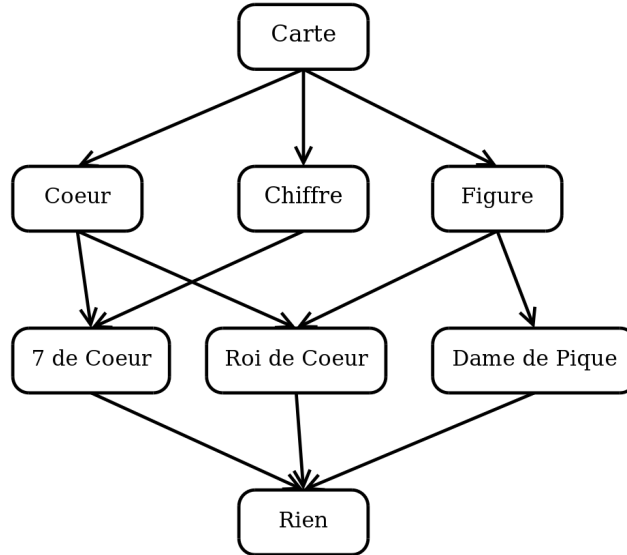 Carte
Coeur
Chiffre
Figure
7 de Coeur
Roi de Coeur
Dame de Pique
Rien